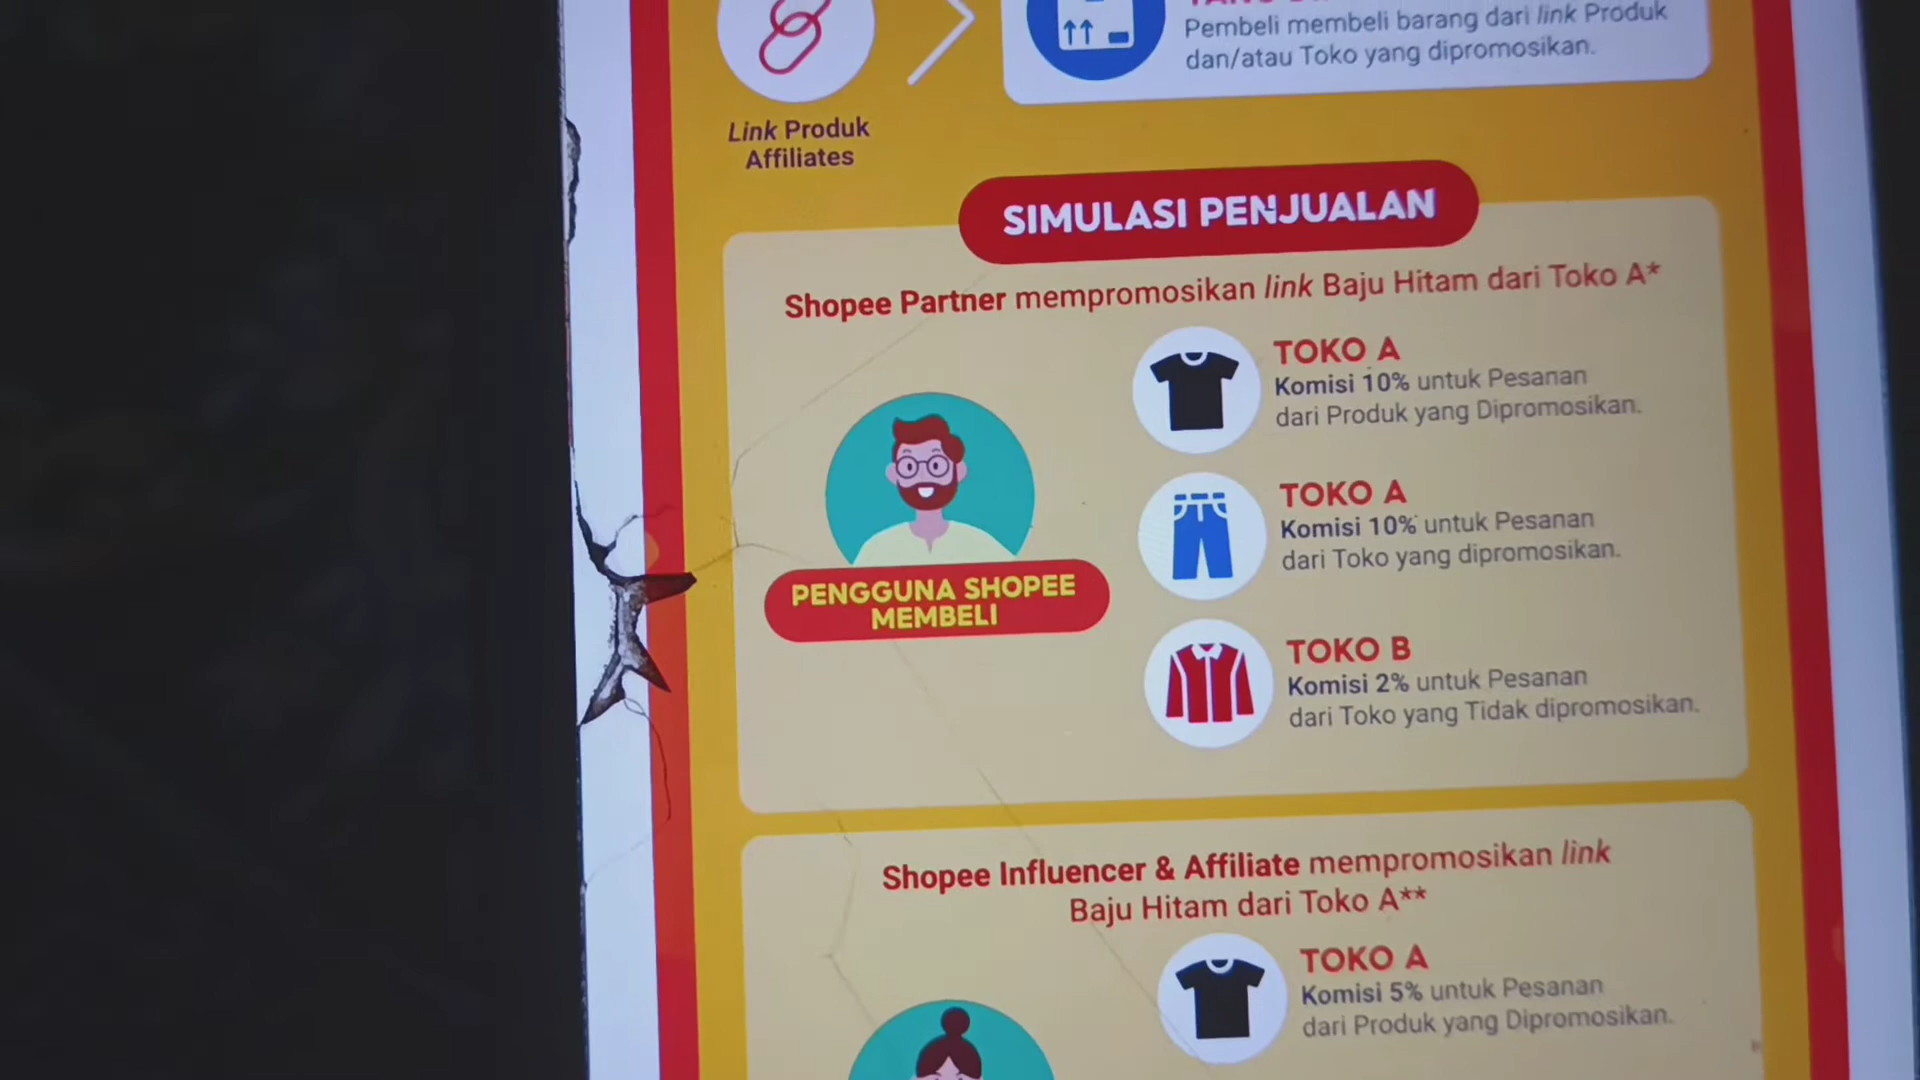 Pembeli membeli barang dari link Produk
dan/atau Toko yang dipromosikan.
Link Produk
Affiliates
SIMULASI PENJUALAN
Shopee Partner mempromosikan link Baju Hitam dari Toko A*
TOKO A
Komisi 10% untuk Pesanan
dari Produk yang Dipromosikan.
PENGGUNA SHOPEE
MEMBELI
TOKO A
Komisi 10% untuk Pesanan
dari Toko yang dipromosikan.
TOKO B
Komisi 2% untuk Pesanan
dari Toko yang Tidak dipromosikan.
Shopee Influencer & Affiliate mempromosikan link
Baju Hitam dari Toko A**
TOKO A
Komisi 5% untuk Pesanan
dari Produk yang Dipromosikan.